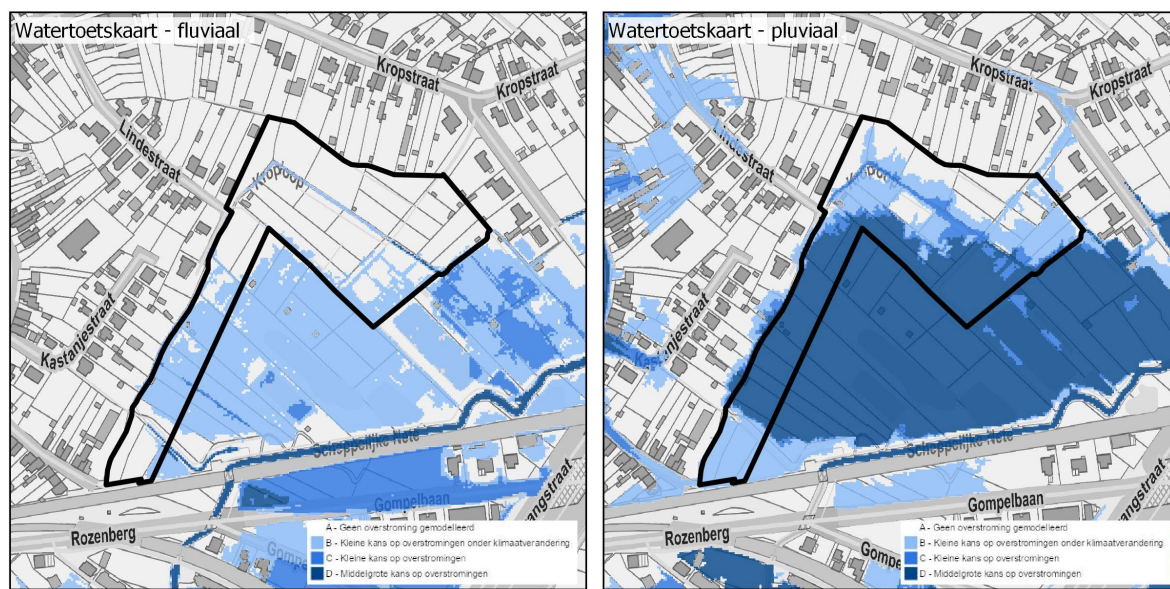 Watertoetskaart - fluviaal
Kropstraat
Kropstraat
Lindestraat
Kroploop
Kastanjestraat
Scheppelijke Nete
Gompelbaan
Rozenberg
A - Geen overstroming gemodelleerd
B - Kleine kans op overstromingen onder klimaatverandering
C - Kleine kans op overstromingen
D - Middelgrote kans op overstromingen
Watertoetskaart - pluviaal
Kropstraat
Kropstraat
Lindestraat
Kastanjestraat
Scheppelijke Nete
Gompelbaan
Rozenberg
A - Geen overstroming gemodelleerd
B - Kleine kans op overstromingen onder klimaatverandering
C - Kleine kans op overstromingen
D - Middelgrote kans op overstromingen